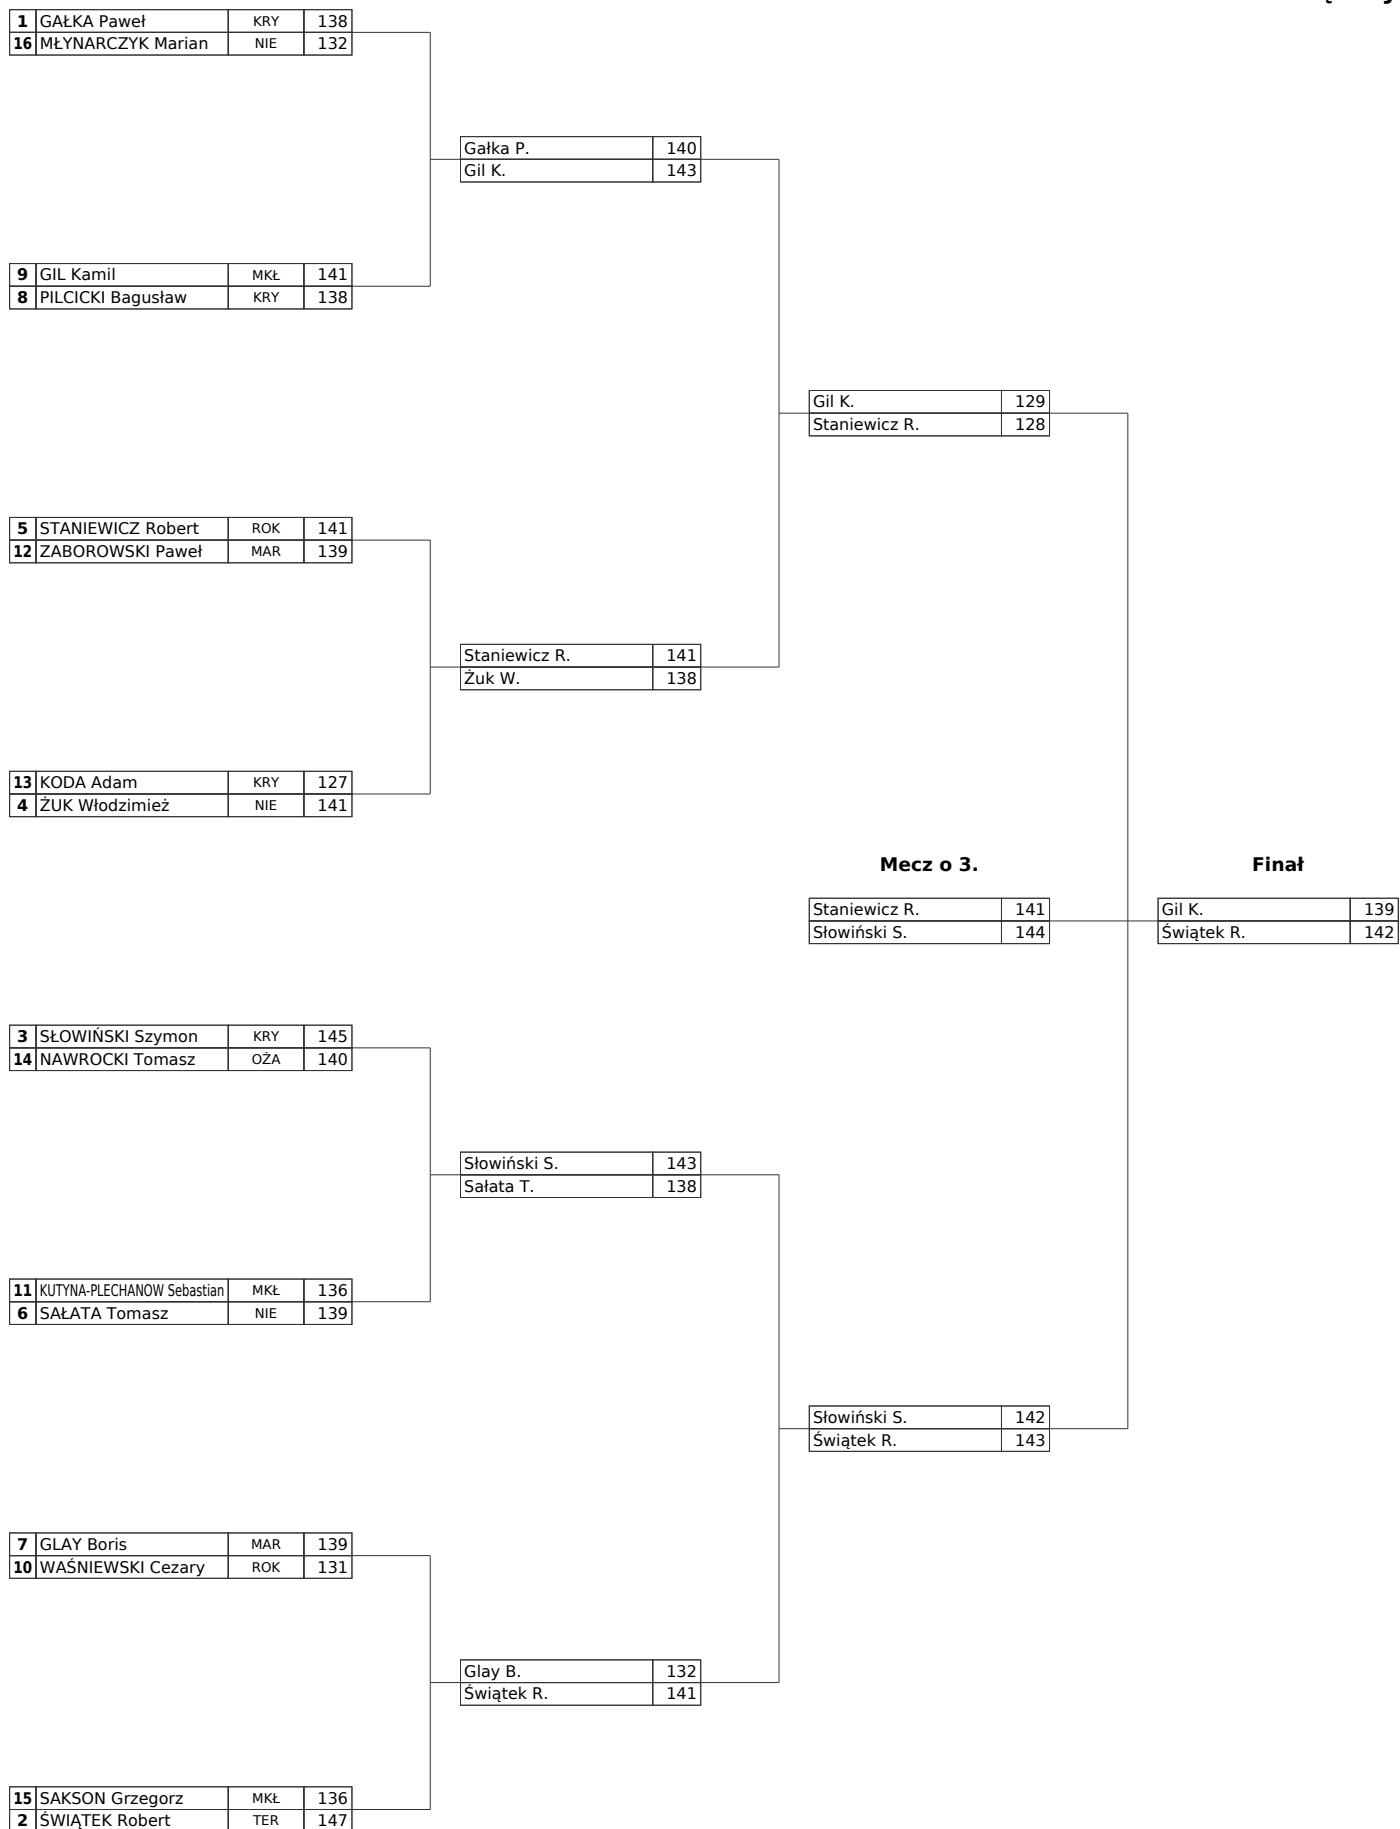 1 GAŁKA Paweł KRY 138
16 MŁYNARCZYK Marian NIE 132
Gałka P. 140
Gil K. 143
9 GIL Kamil MKŁ 141
8 PILCICKI Bagusław KRY 138
Gil K. 129
Staniewicz R. 128
5 STANIEWICZ Robert ROK 141
12 ZABOROWSKI Paweł MAR 139
Staniewicz R. 141
Żuk W. 138
13 KODA Adam KRY 127
4 ŻUK Włodzimież NIE 141
Mecz o 3. Finał
Staniewicz R. 141 Gil K. 139
Słowiński S. 144 Świątek R. 142
3 SŁOWIŃSKI Szymon KRY 145
14 NAWROCKI Tomasz OŻA 140
Słowiński S. 143
Sałata T. 138
11 KUTYNA-PLECHANOW Sebastian MKŁ 136
6 SAŁATA Tomasz NIE 139
Słowiński S. 142
Świątek R. 143
7 GLAY Boris MAR 139
10 WAŚNIEWSKI Cezary ROK 131
Glay B. 132
Świątek R. 141
15 SAKSON Grzegorz MKŁ 136
2 ŚWIĄTEK Robert TER 147